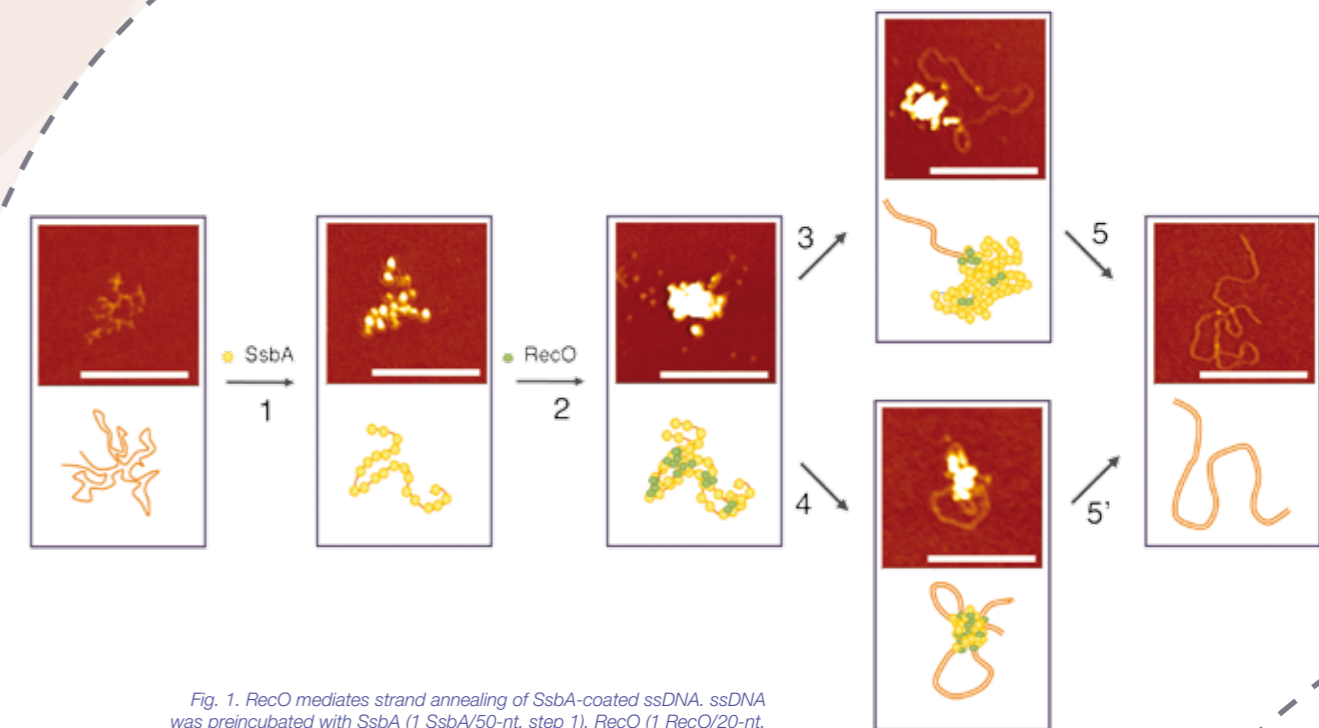 3
5
SsbA
RecO
1
2
4
5'
Fig. 1. RecO mediates strand annealing of SsbA-coated ssDNA. ssDNA
was preincubated with SsbA (1 SsbA/50-nt, step 1). RecO (1 RecO/20-nt,